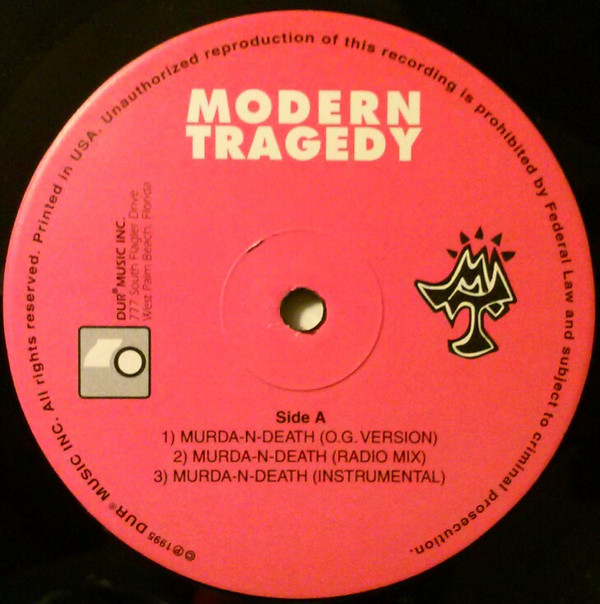 MODERN
TRAGEDY
DUR® MUSIC INC.
777 South Flagler Drive
West Palm Beach, Florida
Side A
1) MURDA-N-DEATH (O.G. VERSION)
2) MURDA-N-DEATH (RADIO MIX)
3) MURDA-N-DEATH (INSTRUMENTAL)
©℗1995 DUR® MUSIC INC. All rights reserved. Printed in USA. Unauthorized reproduction of this recording is prohibited by Federal Law and subject to criminal prosecution.